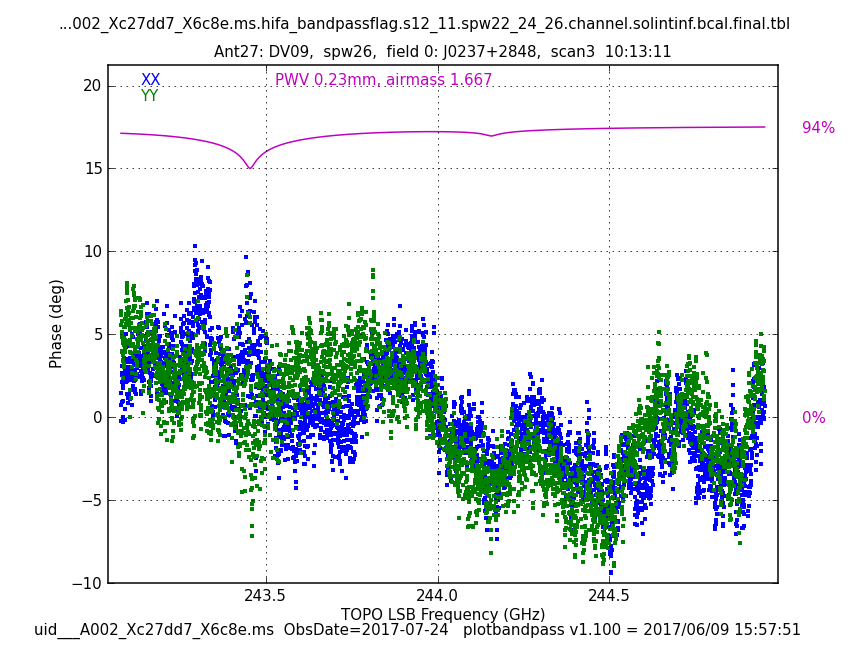 ...002_Xc27dd7_X6c8e.ms.hifa_bandpassflag.s12_11.spw22_24_26.channel.solintinf.bcal.final.tbl
Ant27: DV09, spw26, field 0: J0237+2848, scan3 10:13:11
XX
YY
PWV 0.23mm, airmass 1.667
94%
0%
20
15
10
5
0
−5
−10
Phase (deg)
243.5
244.0
244.5
TOPO LSB Frequency (GHz)
uid___A002_Xc27dd7_X6c8e.ms ObsDate=2017-07-24 plotbandpass v1.100 = 2017/06/09 15:57:51